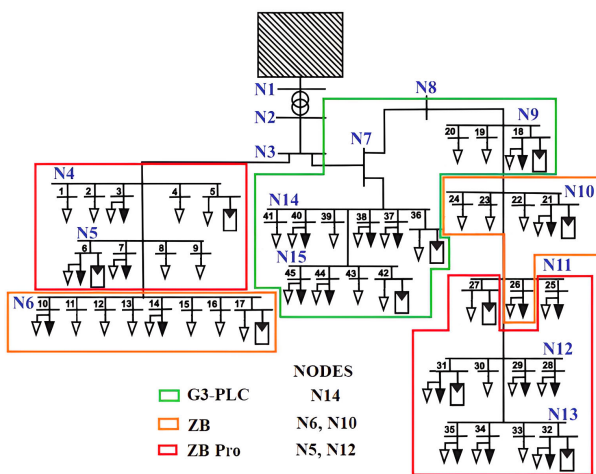 N1
N2
N3
N8
N7
N9
20 19 18
N4
1 2 3 4 5
N10
24 23 22 21
N14
41 40 39 38 37 36
N5
6 7 8 9
N15
45 44 43 42
N11
27 26 25
N6
10 11 12 13 14 15 16 17
N12
31 30 29 28
N13
35 34 33 32
NODES
G3-PLC N14
ZB N6, N10
ZB Pro N5, N12